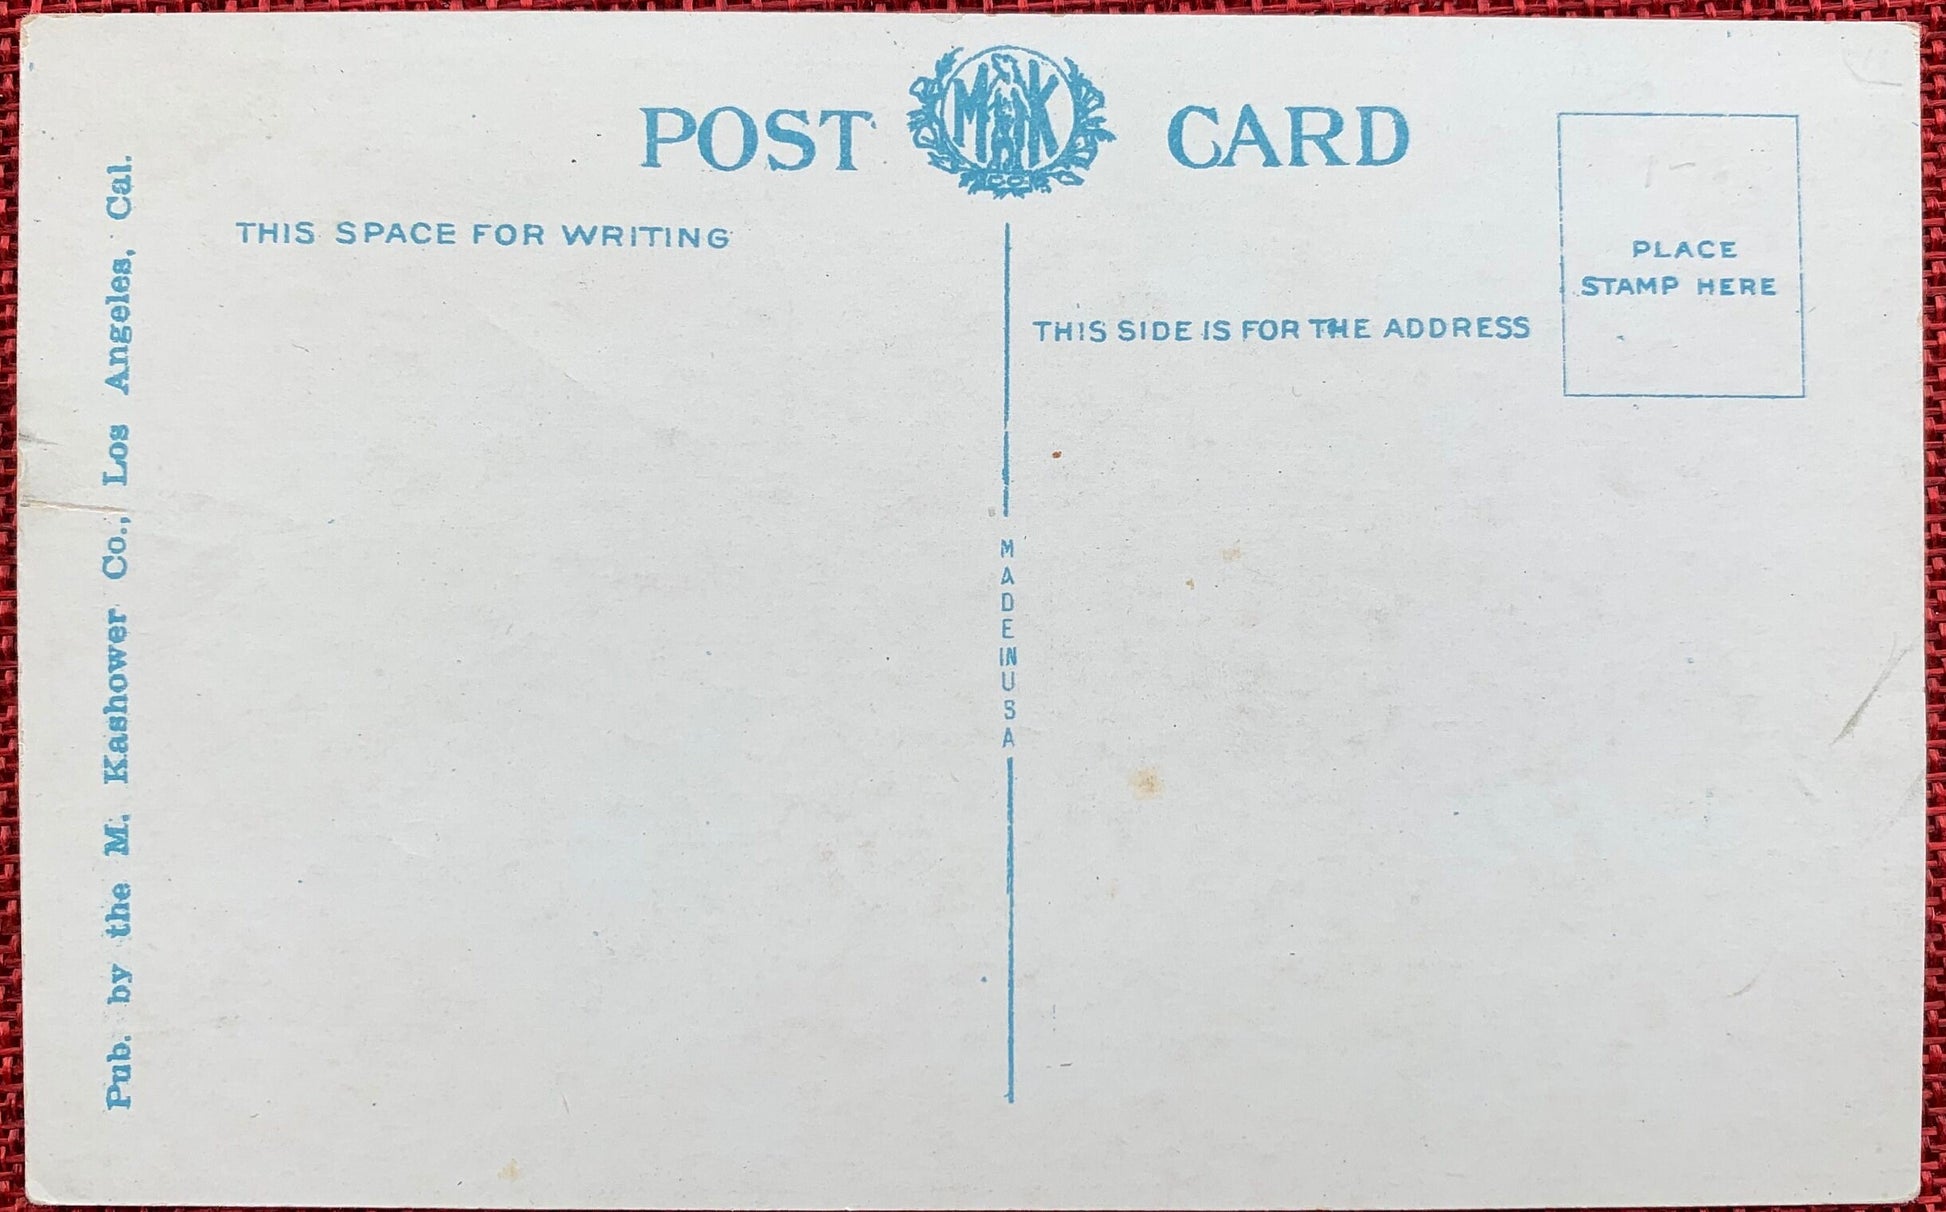 POST CARD
M K
CO
THIS SPACE FOR WRITING
THIS SIDE IS FOR THE ADDRESS
PLACE
STAMP HERE
MADE IN USA
Pub. by the M. Kashower Co., Los Angeles, Cal.